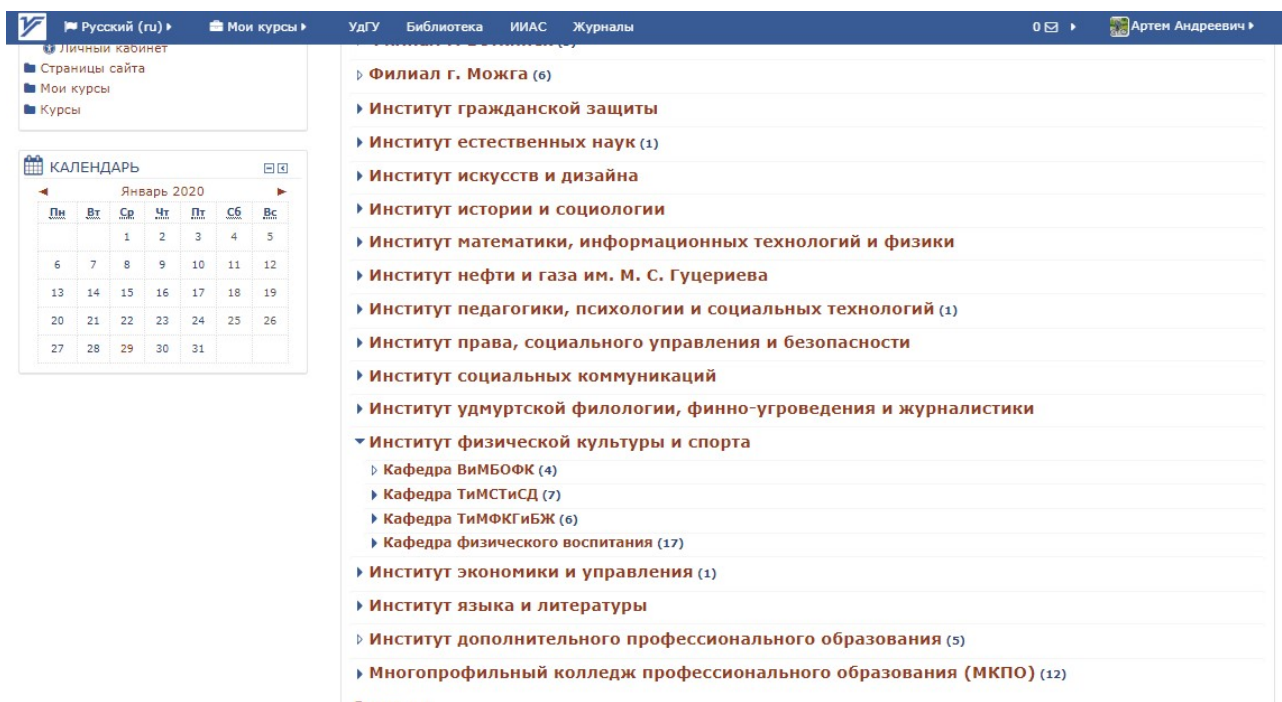 Русский (ru) Мои курсы УдГУ Библиотека ИИАС Журналы 0 Артем Андреевич
Личный кабинет
Страницы сайта
Мои курсы
Курсы
КАЛЕНДАРЬ
Январь 2020
Пн Вт Ср Чт Пт Сб Вс
1 2 3 4 5
6 7 8 9 10 11 12
13 14 15 16 17 18 19
20 21 22 23 24 25 26
27 28 29 30 31
Филиал г. Можга (6)
Институт гражданской защиты
Институт естественных наук (1)
Институт искусств и дизайна
Институт истории и социологии
Институт математики, информационных технологий и физики
Институт нефти и газа им. М. С. Гуцериева
Институт педагогики, психологии и социальных технологий (1)
Институт права, социального управления и безопасности
Институт социальных коммуникаций
Институт удмуртской филологии, финно-угроведения и журналистики
Институт физической культуры и спорта
Кафедра ВиМБОФК (4)
Кафедра ТиМСТиСД (7)
Кафедра ТиМФКГиБЖ (6)
Кафедра физического воспитания (17)
Институт экономики и управления (1)
Институт языка и литературы
Институт дополнительного профессионального образования (5)
Многопрофильный колледж профессионального образования (МКПО) (12)